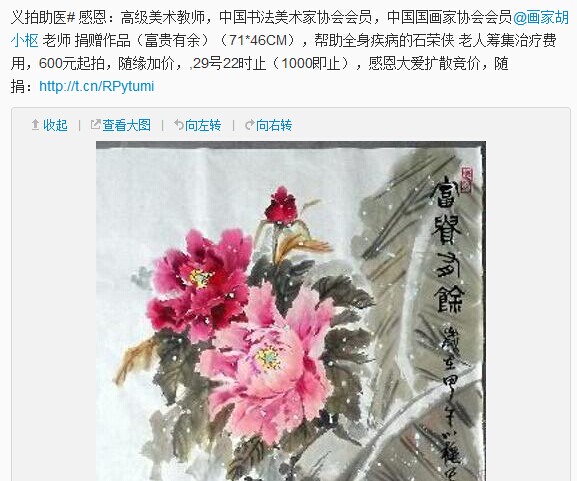 义拍助医# 感恩：高级美术教师，中国书法美术家协会会员，中国国画家协会会员@画家胡
小枢 老师 捐赠作品（富贵有余）（71*46CM），帮助全身疾病的石荣侠 老人筹集治疗费
用，600元起拍，随缘加价，,29号22时止（1000即止），感恩大爱扩散竞价，随
捐：http://t.cn/RPytumi
收起 | 查看大图 | 向左转 | 向右转
富贵有餘
歲在甲午小樞